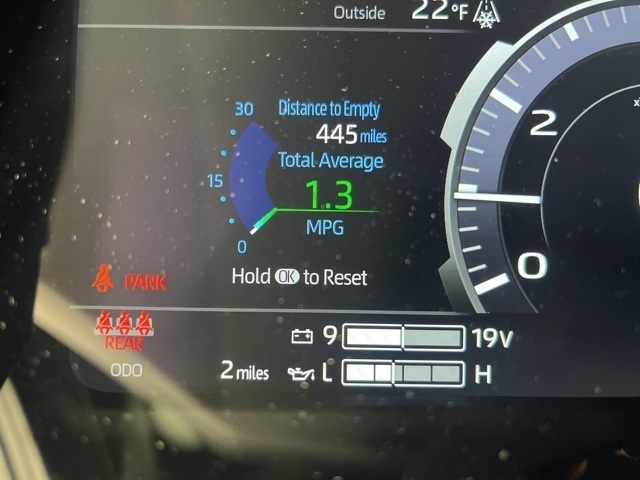 Outside 22°F
30
Distance to Empty
445 miles
Total Average
15
1.3
MPG
0
Hold OK to Reset
PARK
REAR
9 19V
ODO 2 miles L H
2
0